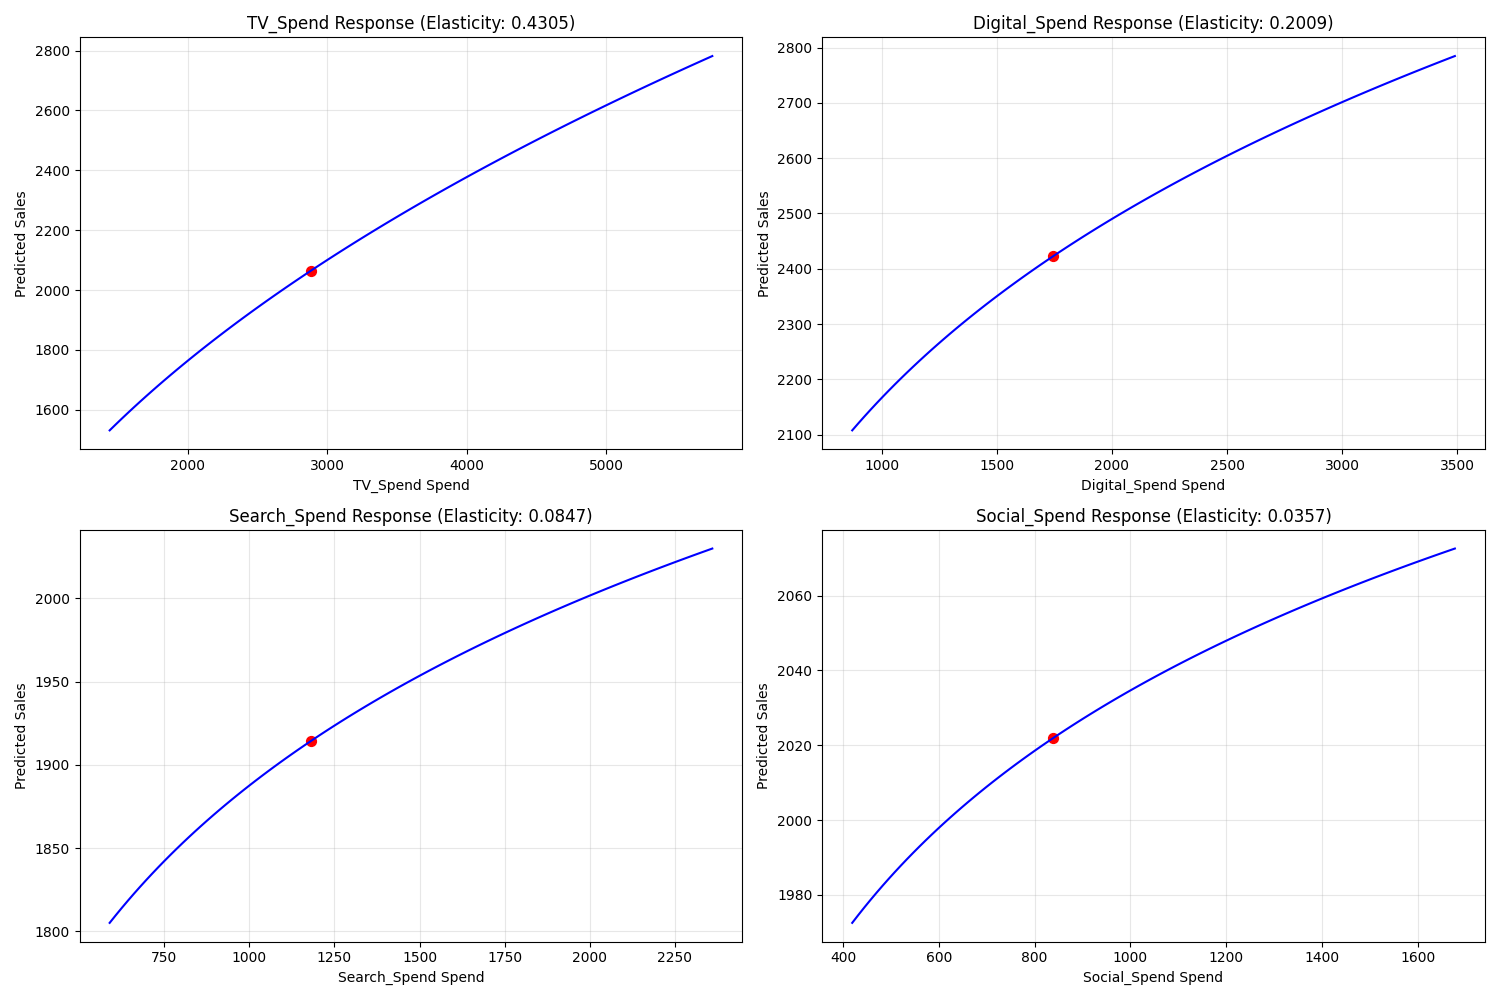 TV_Spend Response (Elasticity: 0.4305)
Predicted Sales
2800
2600
2400
2200
2000
1800
1600
2000 3000 4000 5000
TV_Spend Spend
Digital_Spend Response (Elasticity: 0.2009)
Predicted Sales
2800
2700
2600
2500
2400
2300
2200
2100
1000 1500 2000 2500 3000 3500
Digital_Spend Spend
Search_Spend Response (Elasticity: 0.0847)
Predicted Sales
2000
1950
1900
1850
1800
750 1000 1250 1500 1750 2000 2250
Search_Spend Spend
Social_Spend Response (Elasticity: 0.0357)
Predicted Sales
2060
2040
2020
2000
1980
400 600 800 1000 1200 1400 1600
Social_Spend Spend